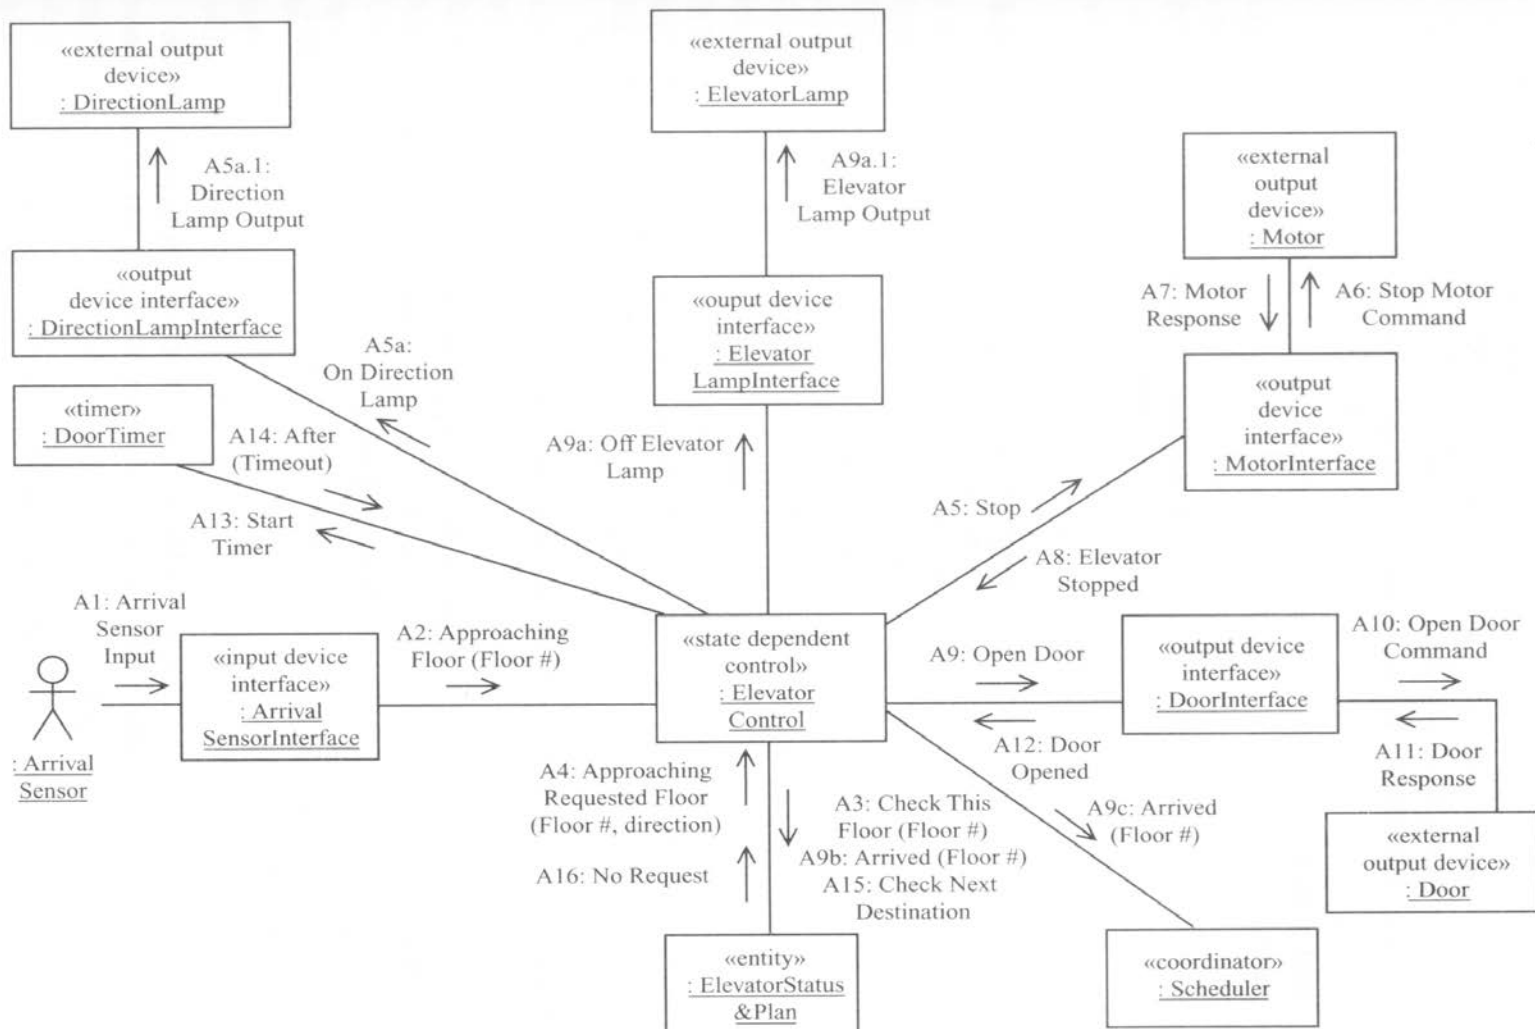 «external output
device»
: DirectionLamp
«external output
device»
: ElevatorLamp
A5a.1:
Direction
Lamp Output
A9a.1:
Elevator
Lamp Output
«external
output
device»
: Motor
«output
device interface»
: DirectionLampInterface
«ouput device
interface»
: Elevator
LampInterface
A7: Motor
Response
A6: Stop Motor
Command
A5a:
On Direction
Lamp
«timer»
: DoorTimer
«output
device
interface»
: MotorInterface
A14: After
(Timeout)
A9a: Off Elevator
Lamp
A13: Start
Timer
A5: Stop
A8: Elevator
Stopped
A1: Arrival
Sensor
Input
: Arrival
Sensor
«input device
interface»
: Arrival
SensorInterface
A2: Approaching
Floor (Floor #)
«state dependent
control»
: Elevator
Control
A9: Open Door
«output device
interface»
: DoorInterface
A10: Open Door
Command
A12: Door
Opened
A11: Door
Response
A4: Approaching
Requested Floor
(Floor #, direction)
A16: No Request
A3: Check This
Floor (Floor #)
A9b: Arrived (Floor #)
A15: Check Next
Destination
A9c: Arrived
(Floor #)
«external
output device»
: Door
«entity»
: ElevatorStatus
&Plan
«coordinator»
: Scheduler